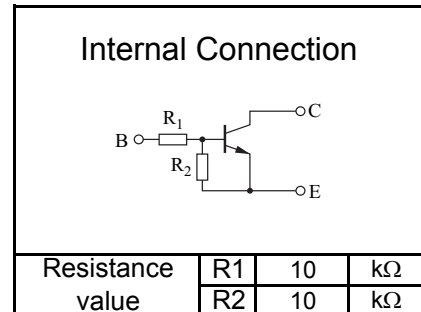 Internal Connection
C
R1
B
R2
E
Resistance value R1 10 kΩ
R2 10 kΩ